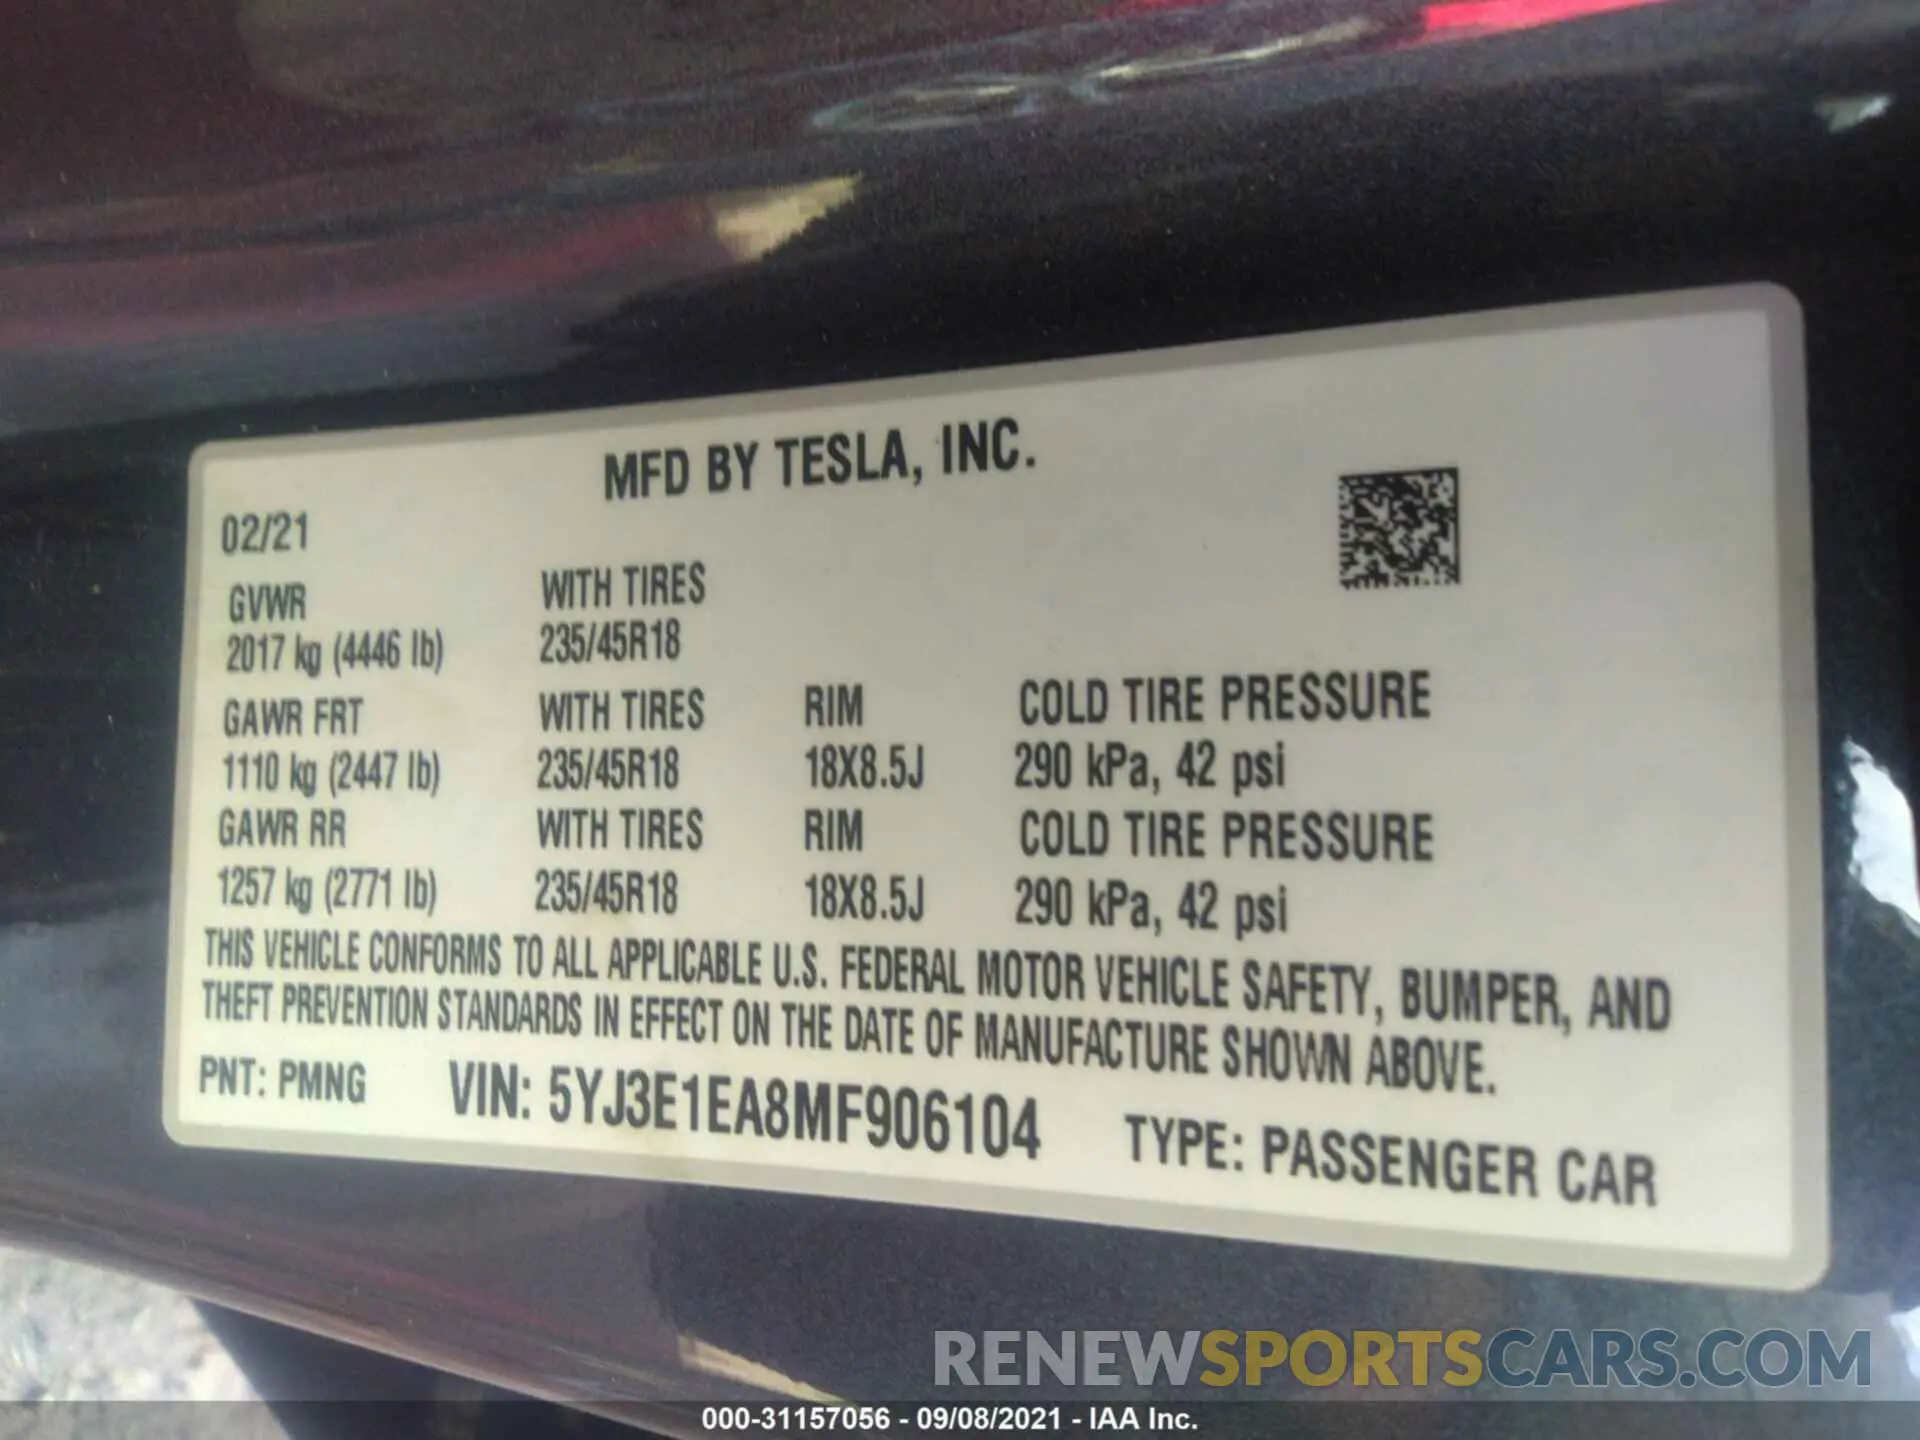 MFD BY TESLA, INC.
02/21
GVWR WITH TIRES
2017 kg (4446 lb) 235/45R18
GAWR FRT WITH TIRES RIM COLD TIRE PRESSURE
1110 kg (2447 lb) 235/45R18 18X8.5J 290 kPa, 42 psi
GAWR RR WITH TIRES RIM COLD TIRE PRESSURE
1257 kg (2771 lb) 235/45R18 18X8.5J 290 kPa, 42 psi
THIS VEHICLE CONFORMS TO ALL APPLICABLE U.S. FEDERAL MOTOR VEHICLE SAFETY, BUMPER, AND
THEFT PREVENTION STANDARDS IN EFFECT ON THE DATE OF MANUFACTURE SHOWN ABOVE.
PNT: PMNG VIN: 5YJ3E1EA8MF906104 TYPE: PASSENGER CAR
RENEWSPORTSCARS.COM
000-31157056 - 09/08/2021 - IAA Inc.